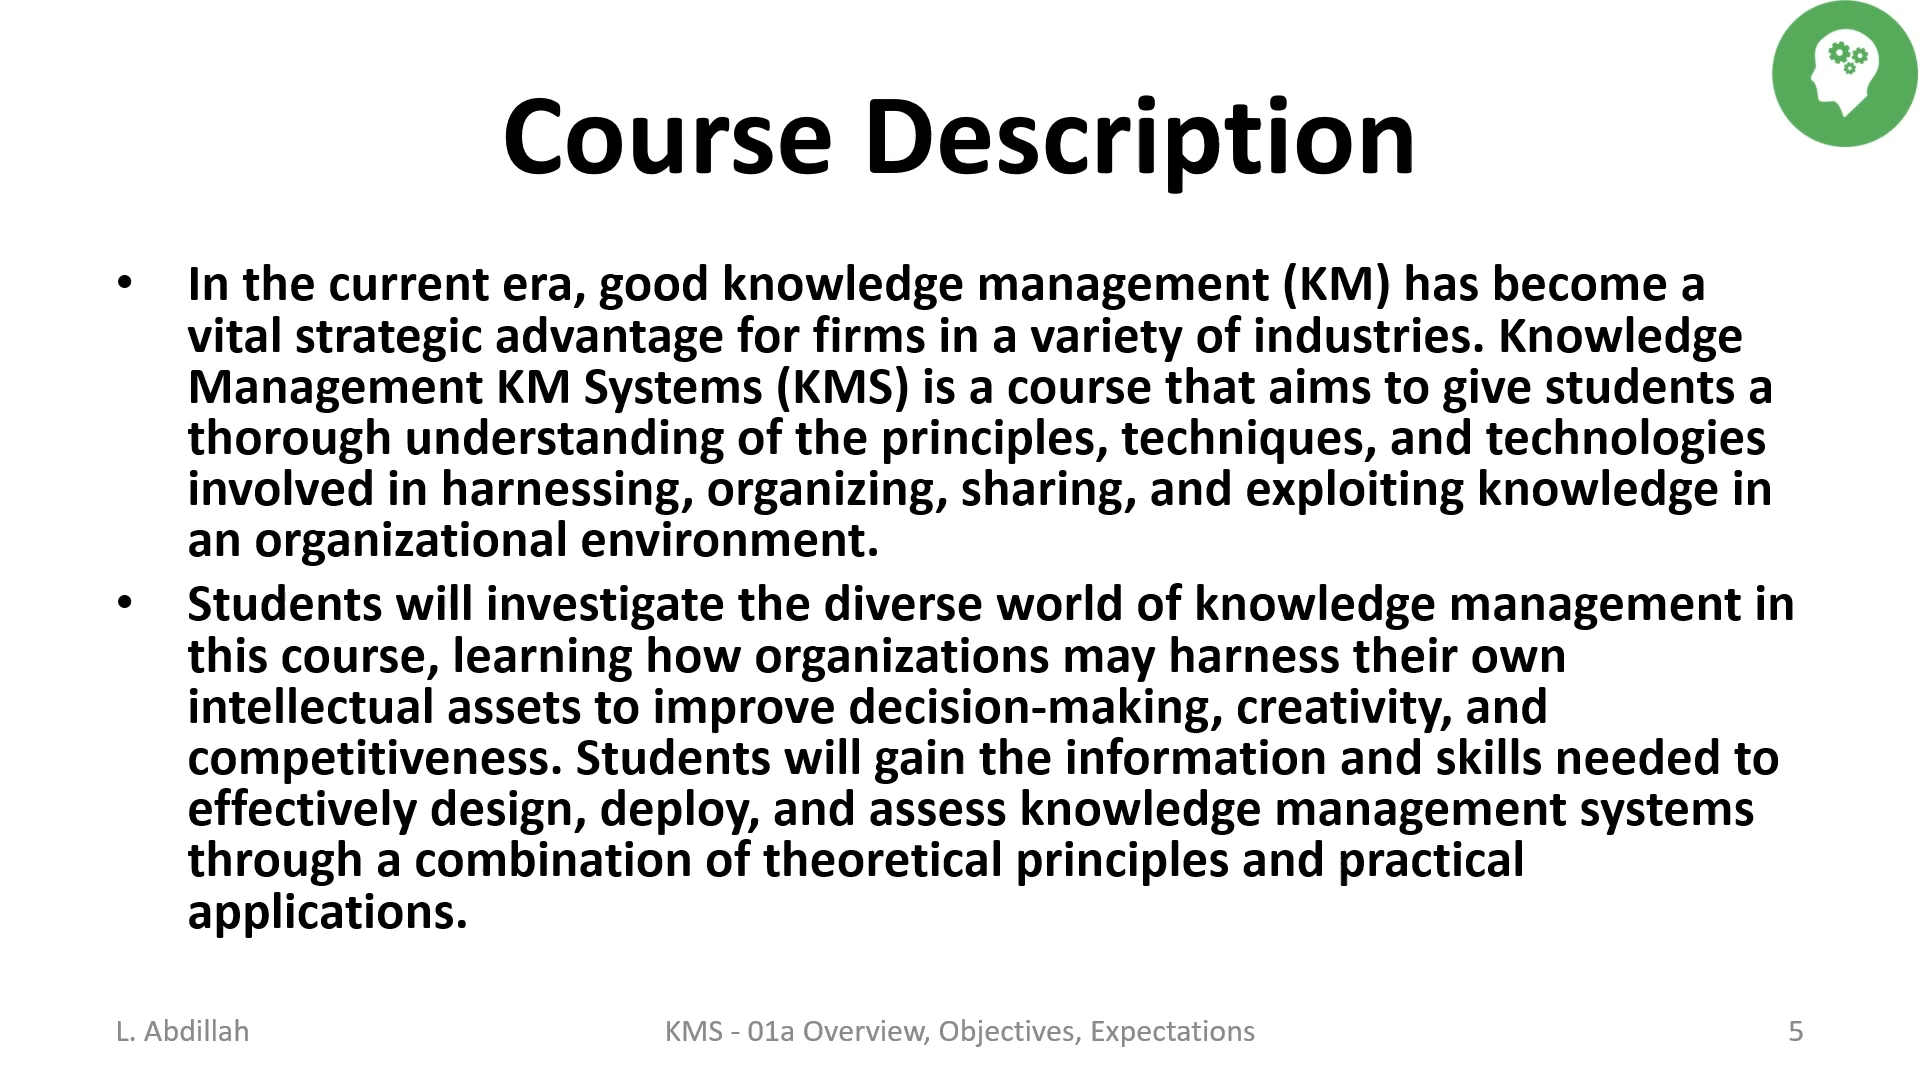 Course Description
• In the current era, good knowledge management (KM) has become a
vital strategic advantage for firms in a variety of industries. Knowledge
Management KM Systems (KMS) is a course that aims to give students a
thorough understanding of the principles, techniques, and technologies
involved in harnessing, organizing, sharing, and exploiting knowledge in
an organizational environment.
• Students will investigate the diverse world of knowledge management in
this course, learning how organizations may harness their own
intellectual assets to improve decision-making, creativity, and
competitiveness. Students will gain the information and skills needed to
effectively design, deploy, and assess knowledge management systems
through a combination of theoretical principles and practical
applications.
L. Abdillah
KMS - 01a Overview, Objectives, Expectations
5